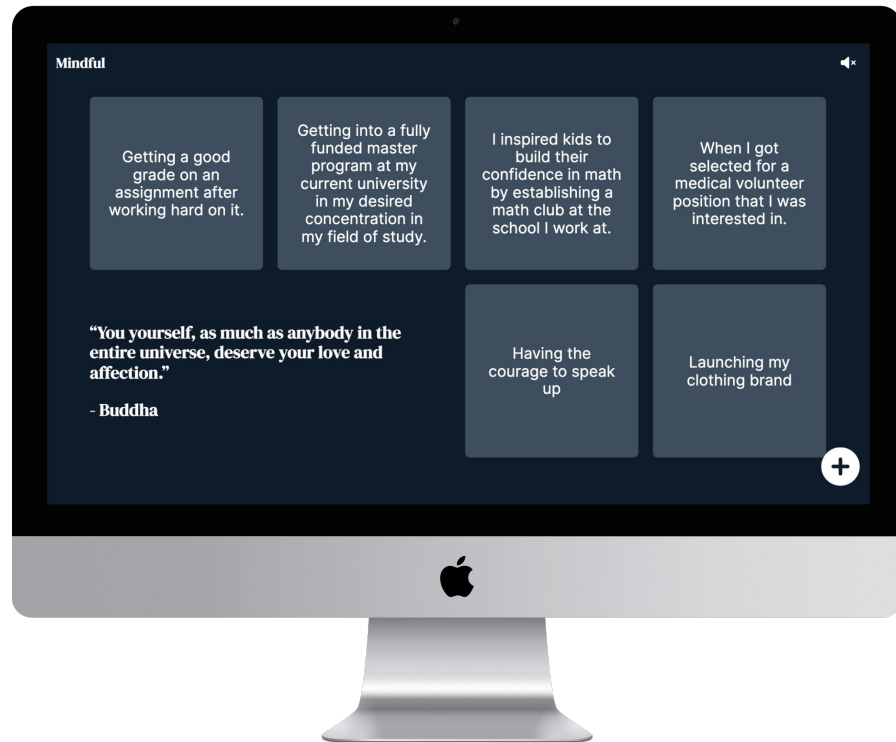 Mindful
Getting a good
grade on an
assignment after
working hard on it.
Getting into a fully
funded master
program at my
current university
in my desired
concentration in
my field of study.
I inspired kids to
build their
confidence in math
by establishing a
math club at the
school I work at.
When I got
selected for a
medical volunteer
position that I was
interested in.
“You yourself, as much as anybody in the
entire universe, deserve your love and
affection.”
- Buddha
Having the
courage to speak
up
Launching my
clothing brand